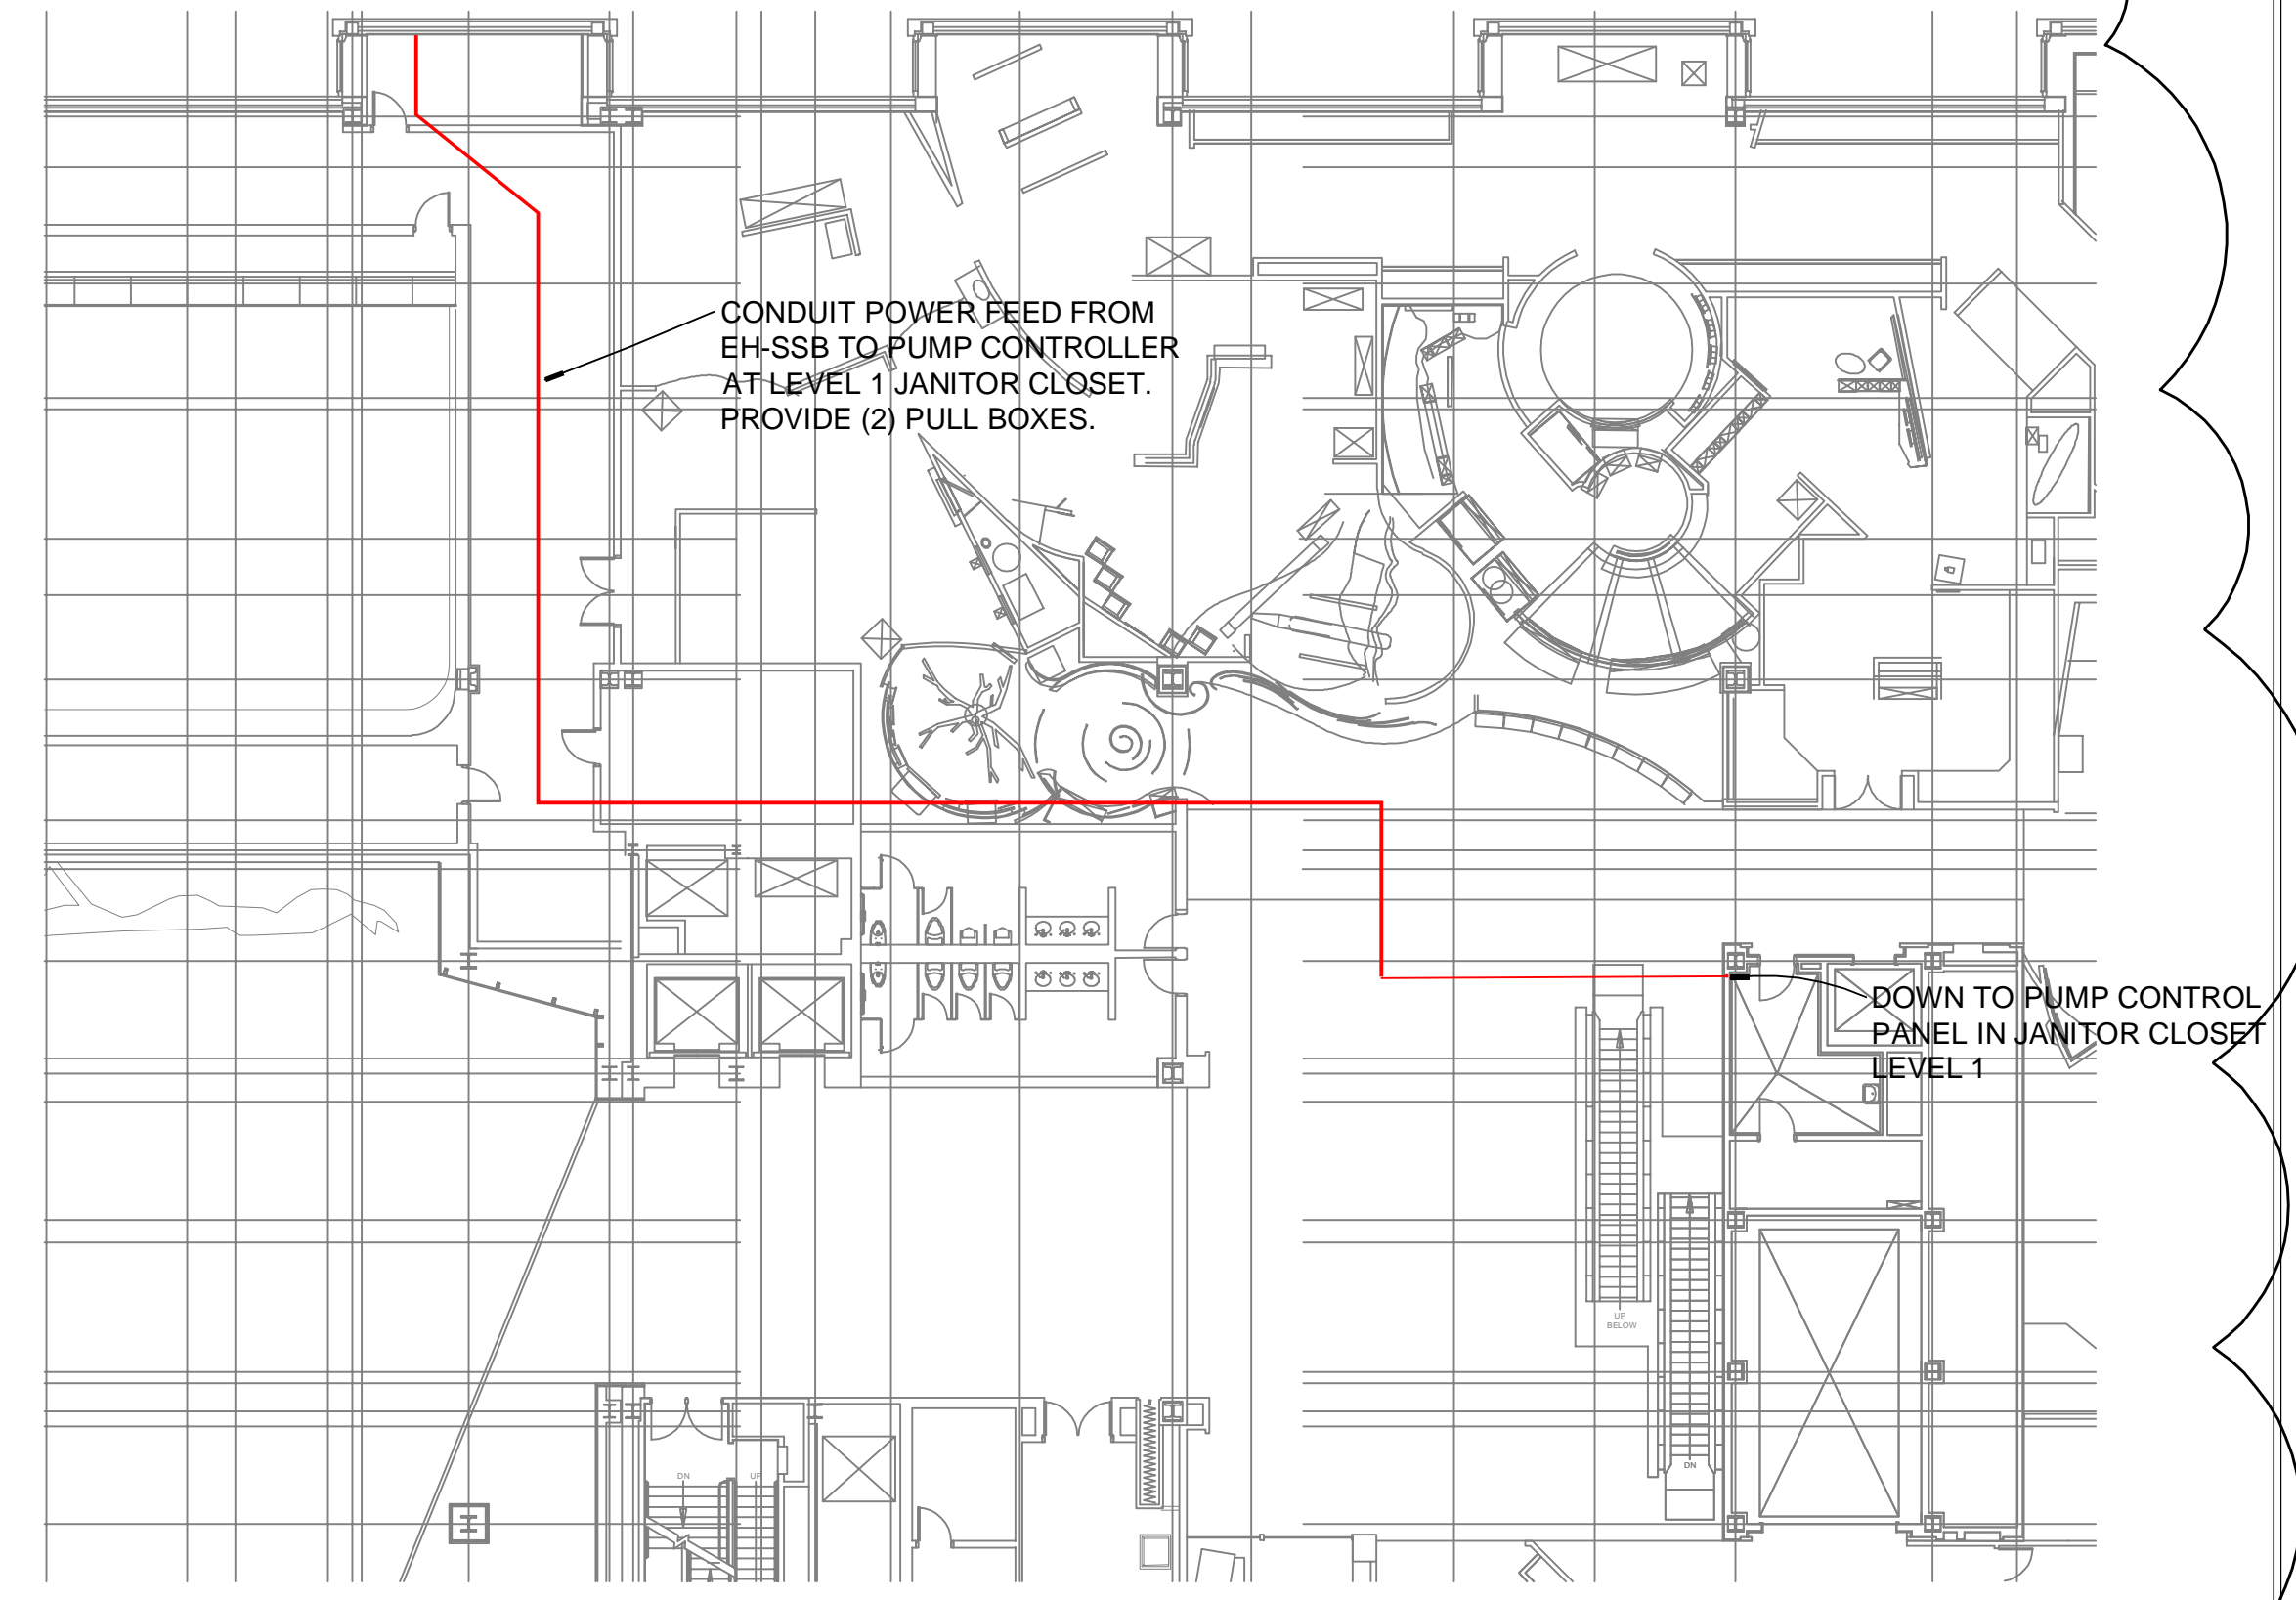 CONDUIT POWER FEED FROM
EH-SSB TO PUMP CONTROLLER
AT LEVEL 1 JANITOR CLOSET.
PROVIDE (2) PULL BOXES.
DOWN TO PUMP CONTROL
PANEL IN JANITOR CLOSET
LEVEL 1
UP
BELOW
DN
DN
UP